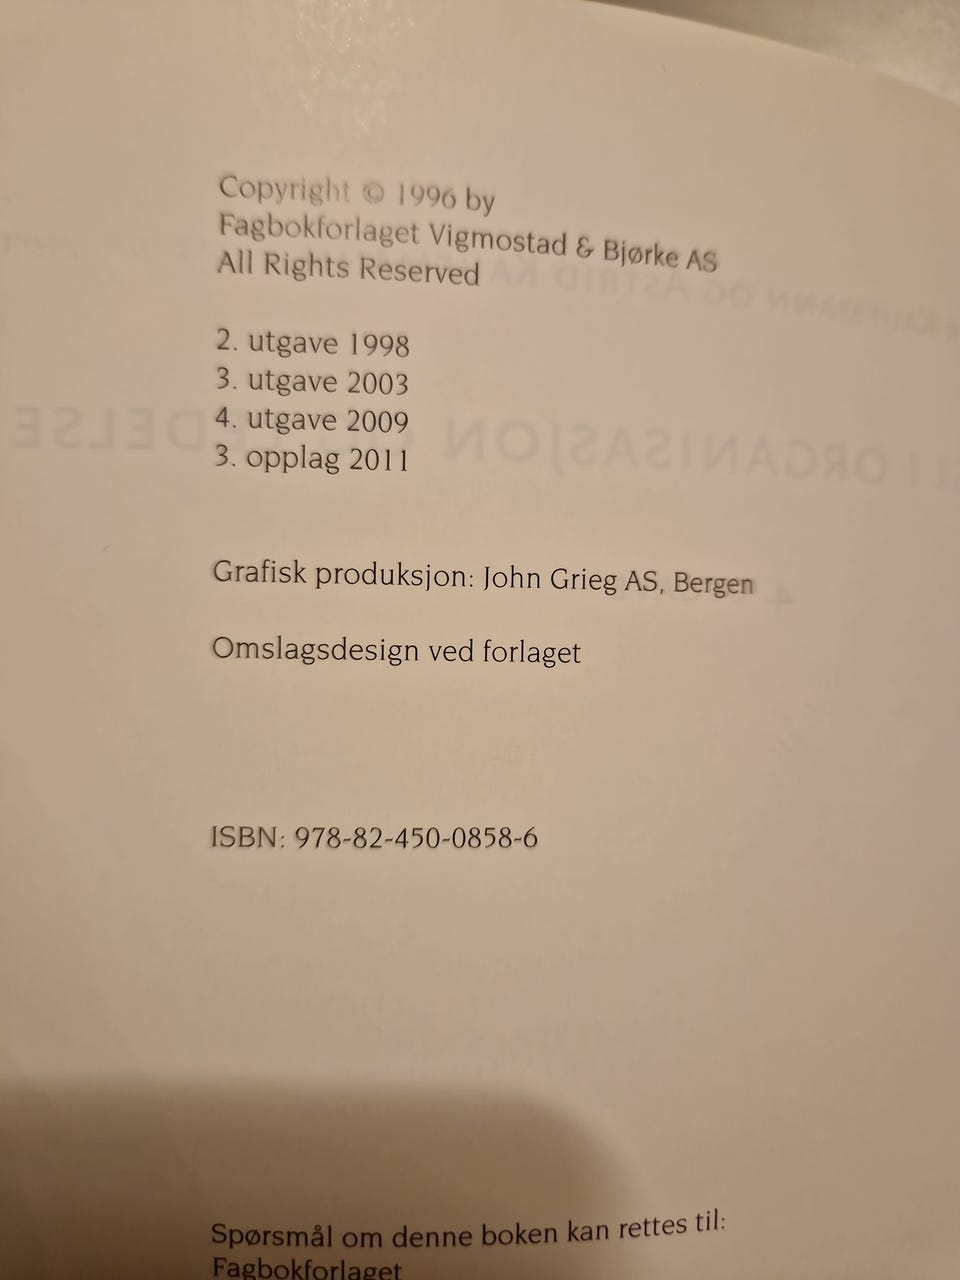 Copyright © 1996 by
Fagbokforlaget Vigmostad & Bjørke AS
All Rights Reserved
2. utgave 1998
3. utgave 2003
4. utgave 2009
3. opplag 2011
Grafisk produksjon: John Grieg AS, Bergen
Omslagsdesign ved forlaget
ISBN: 978-82-450-0858-6
Spørsmål om denne boken kan rettes til:
Fagbokforlaget